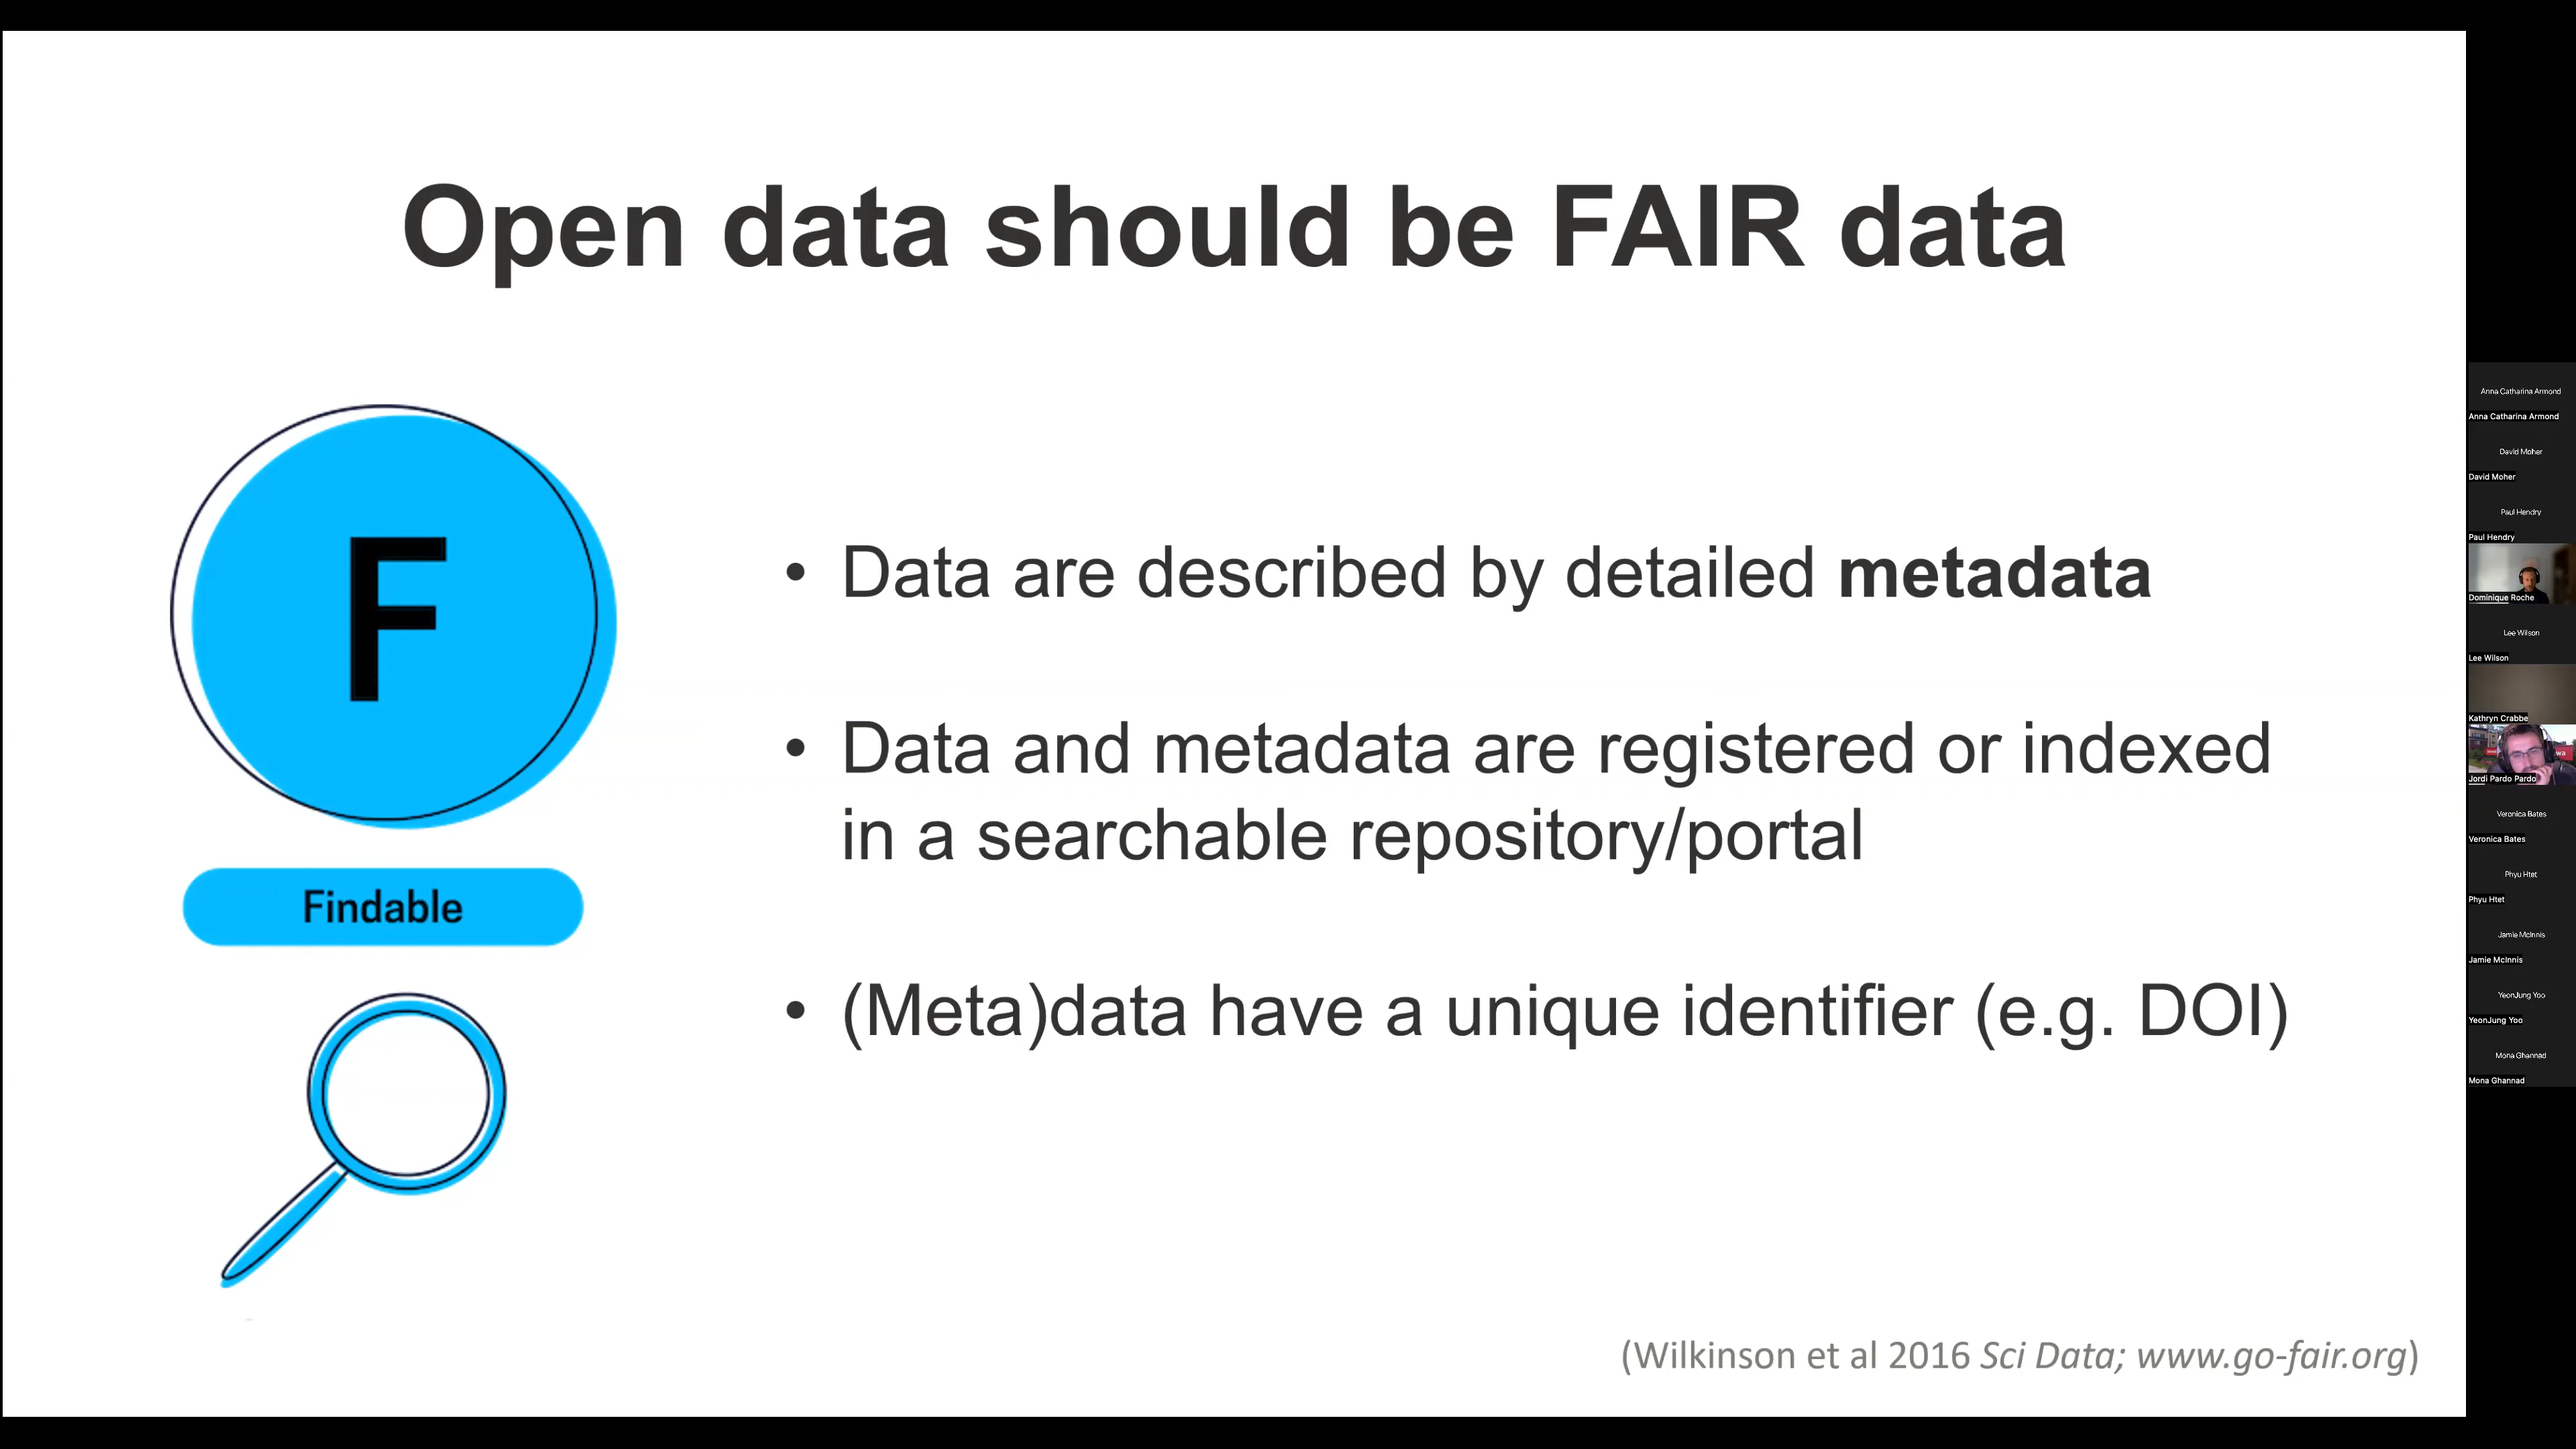 Open data should be FAIR data
F
Findable
• Data are described by detailed metadata
• Data and metadata are registered or indexed
in a searchable repository/portal
• (Meta)data have a unique identifier (e.g. DOI)
(Wilkinson et al 2016 Sci Data; www.go-fair.org)
Anna Catharina Armond
Anna Catharina Armond
David Moher
David Moher
Paul Hendry
Paul Hendry
Dominique Roche
Lee Wilson
Lee Wilson
Kathryn Crabbe
wa
Jordi Pardo Pardo
Veronica Bates
Veronica Bates
Phyu Htet
Phyu Htet
Jamie McInnis
Jamie McInnis
YeonJung Yoo
YeonJung Yoo
Mona Ghannad
Mona Ghannad